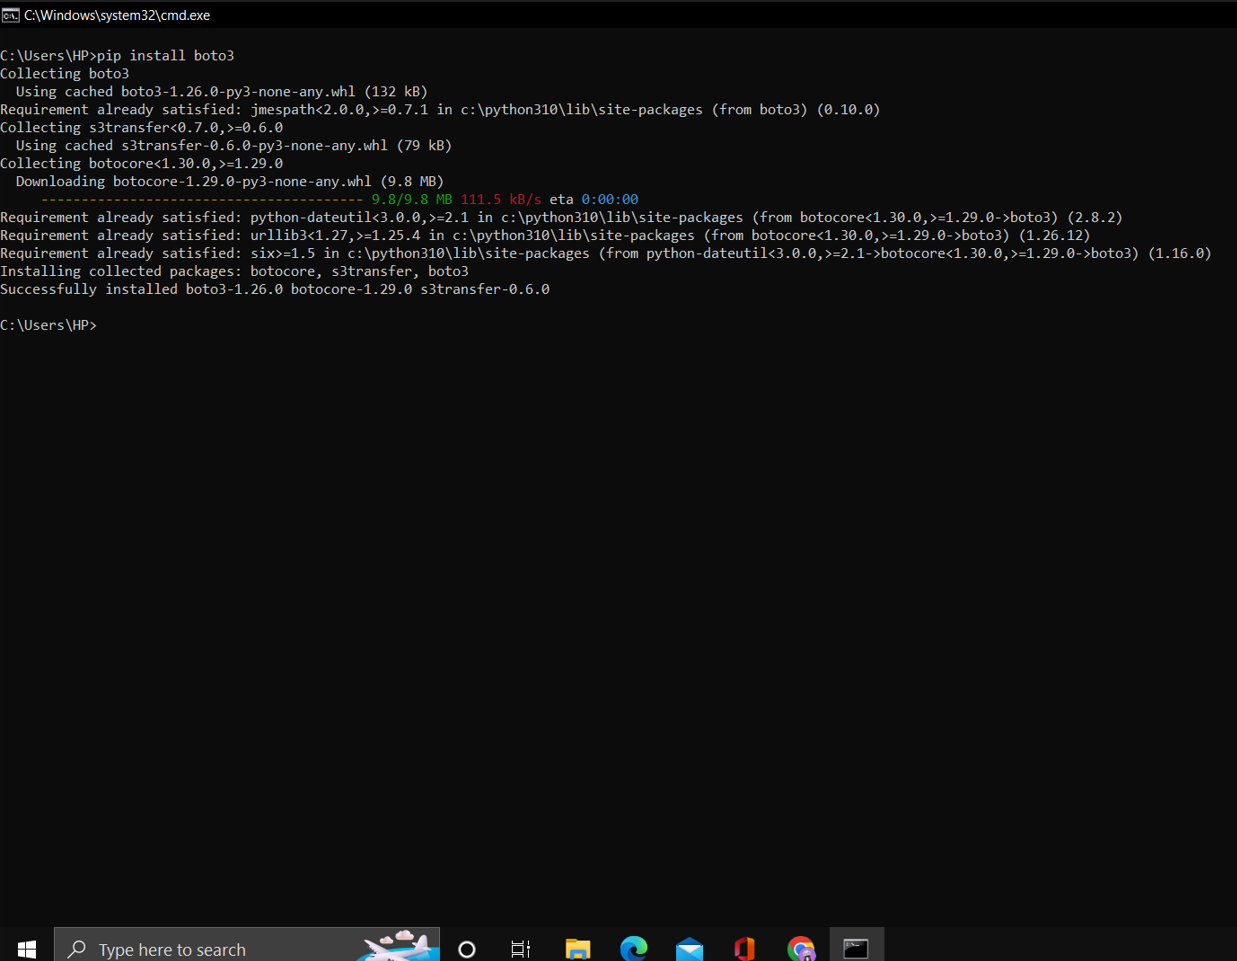 C:\Windows\system32\cmd.exe
C:\Users\HP>pip install boto3
Collecting boto3
  Using cached boto3-1.26.0-py3-none-any.whl (132 kB)
Requirement already satisfied: jmespath<2.0.0,>=0.7.1 in c:\python310\lib\site-packages (from boto3) (0.10.0)
Collecting s3transfer<0.7.0,>=0.6.0
  Using cached s3transfer-0.6.0-py3-none-any.whl (79 kB)
Collecting botocore<1.30.0,>=1.29.0
  Downloading botocore-1.29.0-py3-none-any.whl (9.8 MB)
     ---------------------------------------- 9.8/9.8 MB 111.5 kB/s eta 0:00:00
Requirement already satisfied: python-dateutil<3.0.0,>=2.1 in c:\python310\lib\site-packages (from botocore<1.30.0,>=1.29.0->boto3) (2.8.2)
Requirement already satisfied: urllib3<1.27,>=1.25.4 in c:\python310\lib\site-packages (from botocore<1.30.0,>=1.29.0->boto3) (1.26.12)
Requirement already satisfied: six>=1.5 in c:\python310\lib\site-packages (from python-dateutil<3.0.0,>=2.1->botocore<1.30.0,>=1.29.0->boto3) (1.16.0)
Installing collected packages: botocore, s3transfer, boto3
Successfully installed boto3-1.26.0 botocore-1.29.0 s3transfer-0.6.0
C:\Users\HP>
Type here to search